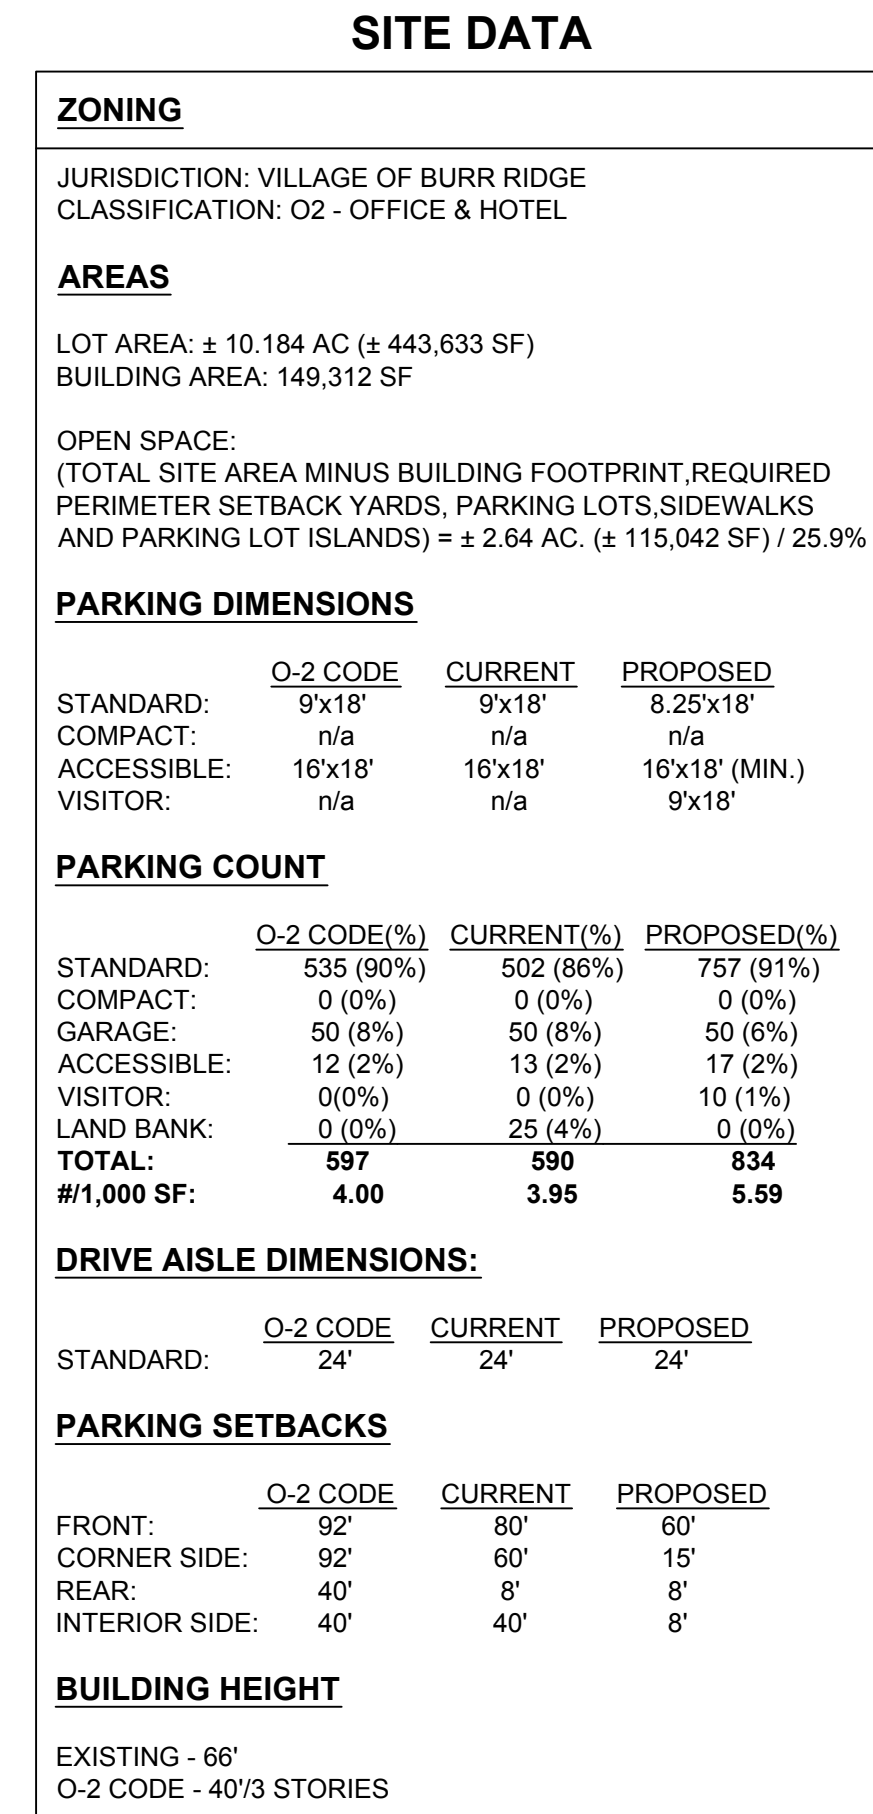 SITE DATA
ZONING
JURISDICTION: VILLAGE OF BURR RIDGE
CLASSIFICATION: O2 - OFFICE & HOTEL
AREAS
LOT AREA: ± 10.184 AC (± 443,633 SF)
BUILDING AREA: 149,312 SF
OPEN SPACE:
(TOTAL SITE AREA MINUS BUILDING FOOTPRINT,REQUIRED
PERIMETER SETBACK YARDS, PARKING LOTS,SIDEWALKS
AND PARKING LOT ISLANDS) = ± 2.64 AC. (± 115,042 SF) / 25.9%
PARKING DIMENSIONS
O-2 CODE CURRENT PROPOSED
STANDARD: 9'x18' 9'x18' 8.25'x18'
COMPACT: n/a n/a n/a
ACCESSIBLE: 16'x18' 16'x18' 16'x18' (MIN.)
VISITOR: n/a n/a 9'x18'
PARKING COUNT
O-2 CODE(%) CURRENT(%) PROPOSED(%)
STANDARD: 535 (90%) 502 (86%) 757 (91%)
COMPACT: 0 (0%) 0 (0%) 0 (0%)
GARAGE: 50 (8%) 50 (8%) 50 (6%)
ACCESSIBLE: 12 (2%) 13 (2%) 17 (2%)
VISITOR: 0(0%) 0 (0%) 10 (1%)
LAND BANK: 0 (0%) 25 (4%) 0 (0%)
TOTAL: 597 590 834
#/1,000 SF: 4.00 3.95 5.59
DRIVE AISLE DIMENSIONS:
O-2 CODE CURRENT PROPOSED
STANDARD: 24' 24' 24'
PARKING SETBACKS
O-2 CODE CURRENT PROPOSED
FRONT: 92' 80' 60'
CORNER SIDE: 92' 60' 15'
REAR: 40' 8' 8'
INTERIOR SIDE: 40' 40' 8'
BUILDING HEIGHT
EXISTING - 66'
O-2 CODE - 40'/3 STORIES